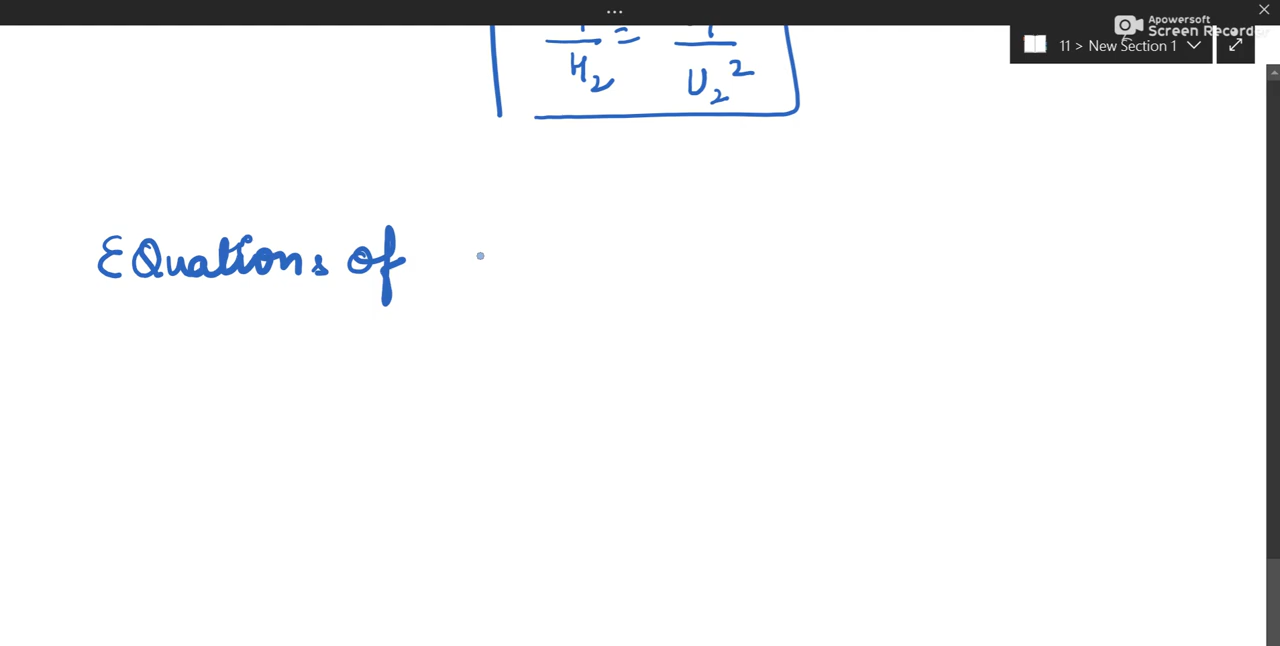 ...
Apowersoft
Screen Recorder
11 > New Section 1
H₂ = U₂²
EQuations of